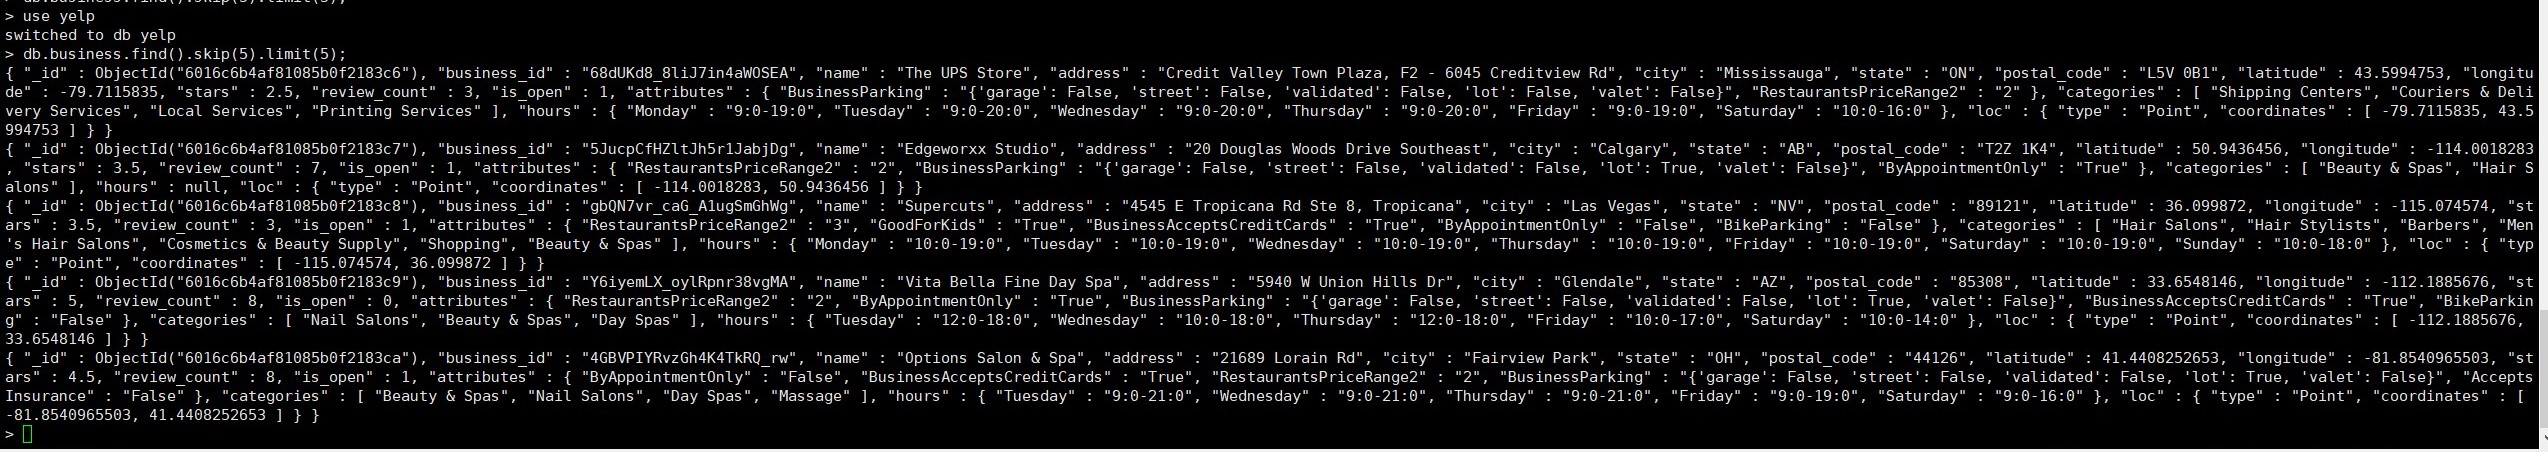 > db.business.find().skip(5).limit(5);
> use yelp
switched to db yelp
> db.business.find().skip(5).limit(5);
{ "_id" : ObjectId("6016c6b4af81085b0f2183c6"), "business_id" : "68dUKd8_8liJ7in4aWOSEA", "name" : "The UPS Store", "address" : "Credit Valley Town Plaza, F2 - 6045 Creditview Rd", "city" : "Mississauga", "state" : "ON", "postal_code" : "L5V 0B1", "latitude" : 43.5994753, "longitu
de" : -79.7115835, "stars" : 2.5, "review_count" : 3, "is_open" : 1, "attributes" : { "BusinessParking" : "{'garage': False, 'street': False, 'validated': False, 'lot': False, 'valet': False}", "RestaurantsPriceRange2" : "2" }, "categories" : [ "Shipping Centers", "Couriers & Deli
very Services", "Local Services", "Printing Services" ], "hours" : { "Monday" : "9:0-19:0", "Tuesday" : "9:0-20:0", "Wednesday" : "9:0-20:0", "Thursday" : "9:0-20:0", "Friday" : "9:0-19:0", "Saturday" : "10:0-16:0" }, "loc" : { "type" : "Point", "coordinates" : [ -79.7115835, 43.5
994753 ] } }
{ "_id" : ObjectId("6016c6b4af81085b0f2183c7"), "business_id" : "5JucpCfHZltJh5r1JabjDg", "name" : "Edgeworxx Studio", "address" : "20 Douglas Woods Drive Southeast", "city" : "Calgary", "state" : "AB", "postal_code" : "T2Z 1K4", "latitude" : 50.9436456, "longitude" : -114.0018283
, "stars" : 3.5, "review_count" : 7, "is_open" : 1, "attributes" : { "RestaurantsPriceRange2" : "2", "BusinessParking" : "{'garage': False, 'street': False, 'validated': False, 'lot': True, 'valet': False}", "ByAppointmentOnly" : "True" }, "categories" : [ "Beauty & Spas", "Hair S
alons" ], "hours" : null, "loc" : { "type" : "Point", "coordinates" : [ -114.0018283, 50.9436456 ] } }
{ "_id" : ObjectId("6016c6b4af81085b0f2183c8"), "business_id" : "gbQN7vr_caG_A1ugSmGhWg", "name" : "Supercuts", "address" : "4545 E Tropicana Rd Ste 8, Tropicana", "city" : "Las Vegas", "state" : "NV", "postal_code" : "89121", "latitude" : 36.099872, "longitude" : -115.074574, "st
ars" : 3.5, "review_count" : 3, "is_open" : 1, "attributes" : { "RestaurantsPriceRange2" : "3", "GoodForKids" : "True", "BusinessAcceptsCreditCards" : "True", "ByAppointmentOnly" : "False", "BikeParking" : "False" }, "categories" : [ "Hair Salons", "Hair Stylists", "Barbers", "Men
's Hair Salons", "Cosmetics & Beauty Supply", "Shopping", "Beauty & Spas" ], "hours" : { "Monday" : "10:0-19:0", "Tuesday" : "10:0-19:0", "Wednesday" : "10:0-19:0", "Thursday" : "10:0-19:0", "Friday" : "10:0-19:0", "Saturday" : "10:0-19:0", "Sunday" : "10:0-18:0" }, "loc" : { "typ
e" : "Point", "coordinates" : [ -115.074574, 36.099872 ] } }
{ "_id" : ObjectId("6016c6b4af81085b0f2183c9"), "business_id" : "Y6iyemLX_oylRpnr38vgMA", "name" : "Vita Bella Fine Day Spa", "address" : "5940 W Union Hills Dr", "city" : "Glendale", "state" : "AZ", "postal_code" : "85308", "latitude" : 33.6548146, "longitude" : -112.1885676, "st
ars" : 5, "review_count" : 8, "is_open" : 0, "attributes" : { "RestaurantsPriceRange2" : "2", "ByAppointmentOnly" : "True", "BusinessParking" : "{'garage': False, 'street': False, 'validated': False, 'lot': True, 'valet': False}", "BusinessAcceptsCreditCards" : "True", "BikeParkin
g" : "False" }, "categories" : [ "Nail Salons", "Beauty & Spas", "Day Spas" ], "hours" : { "Tuesday" : "12:0-18:0", "Wednesday" : "10:0-18:0", "Thursday" : "12:0-18:0", "Friday" : "10:0-17:0", "Saturday" : "10:0-14:0" }, "loc" : { "type" : "Point", "coordinates" : [ -112.1885676,
33.6548146 ] } }
{ "_id" : ObjectId("6016c6b4af81085b0f2183ca"), "business_id" : "4GBVPIYRvzGh4K4TkRQ_rw", "name" : "Options Salon & Spa", "address" : "21689 Lorain Rd", "city" : "Fairview Park", "state" : "OH", "postal_code" : "44126", "latitude" : 41.4408252653, "longitude" : -81.8540965503, "st
ars" : 4.5, "review_count" : 8, "is_open" : 1, "attributes" : { "ByAppointmentOnly" : "False", "BusinessAcceptsCreditCards" : "True", "RestaurantsPriceRange2" : "2", "BusinessParking" : "{'garage': False, 'street': False, 'validated': False, 'lot': True, 'valet': False}", "Accepts
Insurance" : "False" }, "categories" : [ "Beauty & Spas", "Nail Salons", "Day Spas", "Massage" ], "hours" : { "Tuesday" : "9:0-21:0", "Wednesday" : "9:0-21:0", "Thursday" : "9:0-21:0", "Friday" : "9:0-19:0", "Saturday" : "9:0-16:0" }, "loc" : { "type" : "Point", "coordinates" : [
-81.8540965503, 41.4408252653 ] } }
>